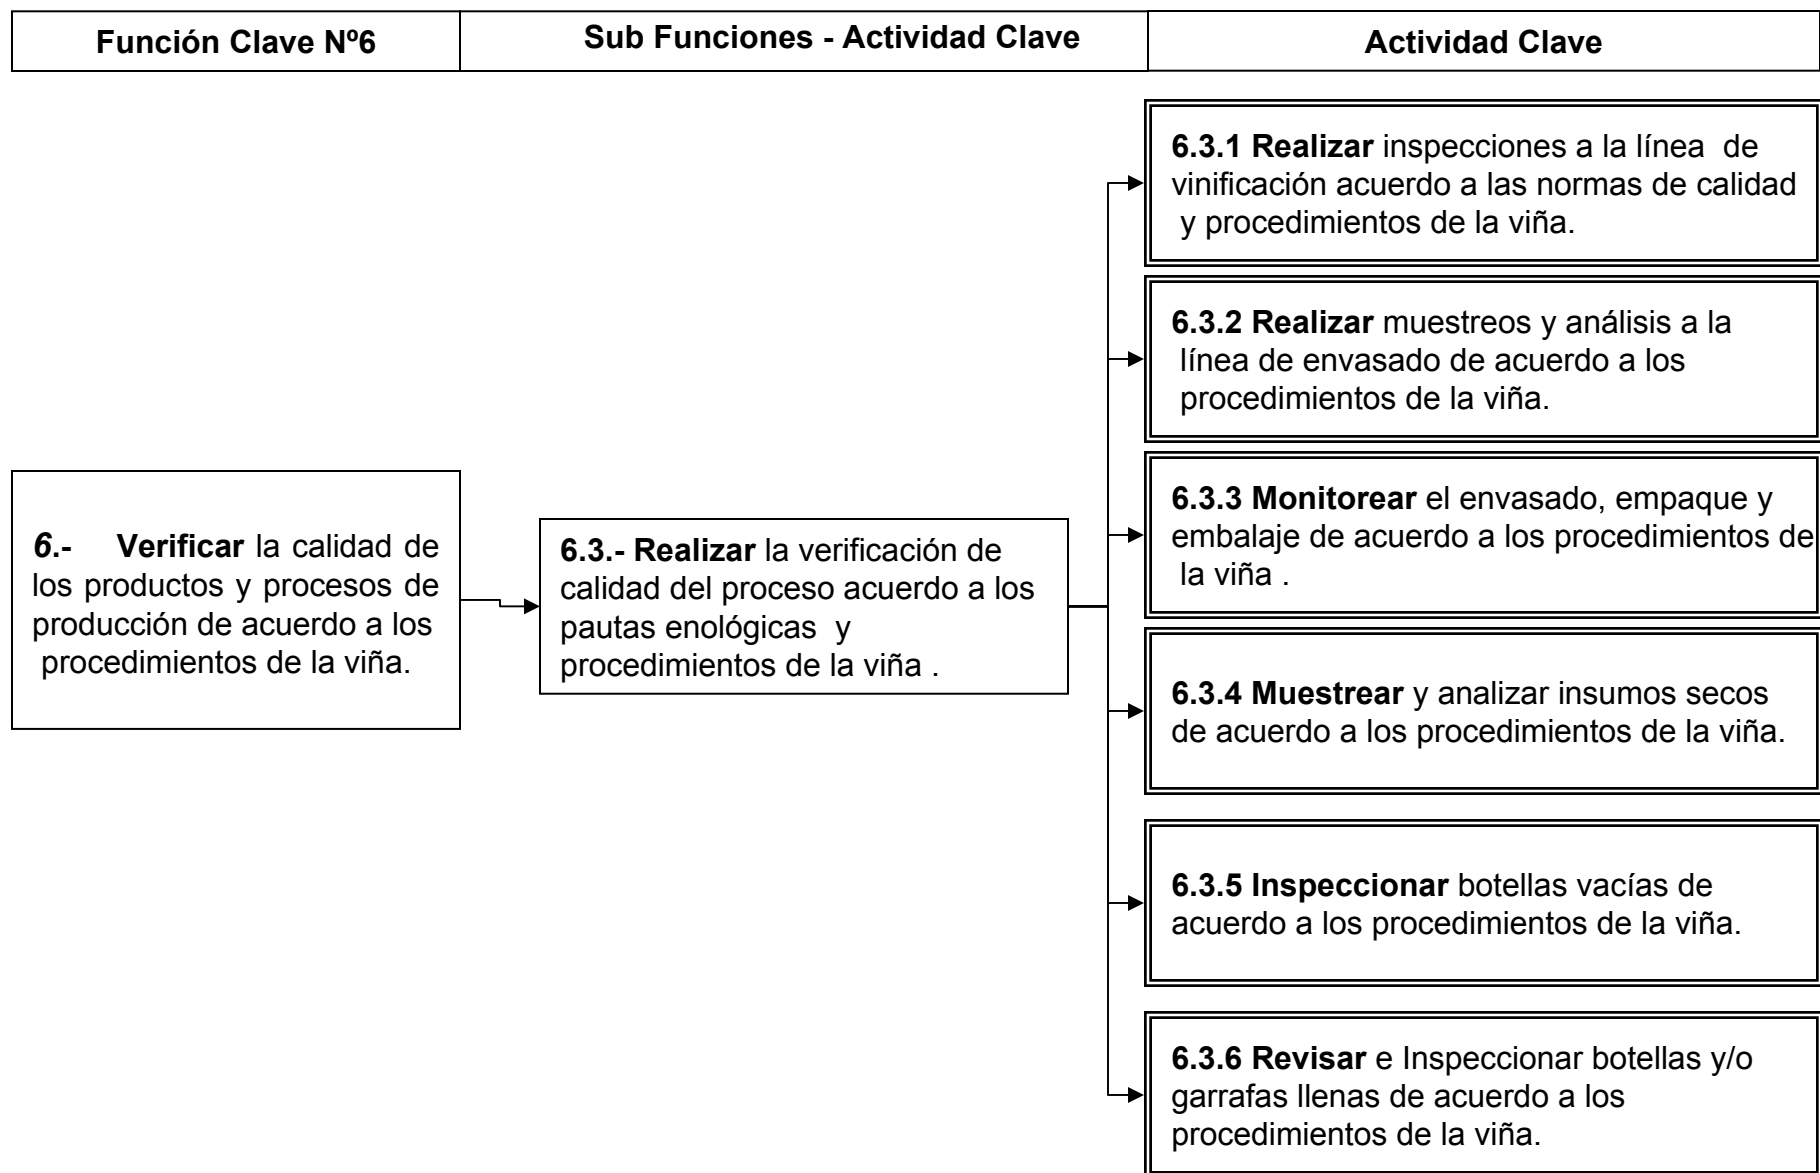 Función Clave Nº6
Sub Funciones - Actividad Clave
Actividad Clave
6.- Verificar la calidad de
los productos y procesos de
producción de acuerdo a los
procedimientos de la viña.
6.3.- Realizar la verificación de
calidad del proceso acuerdo a los
pautas enológicas y
procedimientos de la viña .
6.3.1 Realizar inspecciones a la línea de
vinificación acuerdo a las normas de calidad
y procedimientos de la viña.
6.3.2 Realizar muestreos y análisis a la
línea de envasado de acuerdo a los
procedimientos de la viña.
6.3.3 Monitorear el envasado, empaque y
embalaje de acuerdo a los procedimientos de
la viña .
6.3.4 Muestrear y analizar insumos secos
de acuerdo a los procedimientos de la viña.
6.3.5 Inspeccionar botellas vacías de
acuerdo a los procedimientos de la viña.
6.3.6 Revisar e Inspeccionar botellas y/o
garrafas llenas de acuerdo a los
procedimientos de la viña.